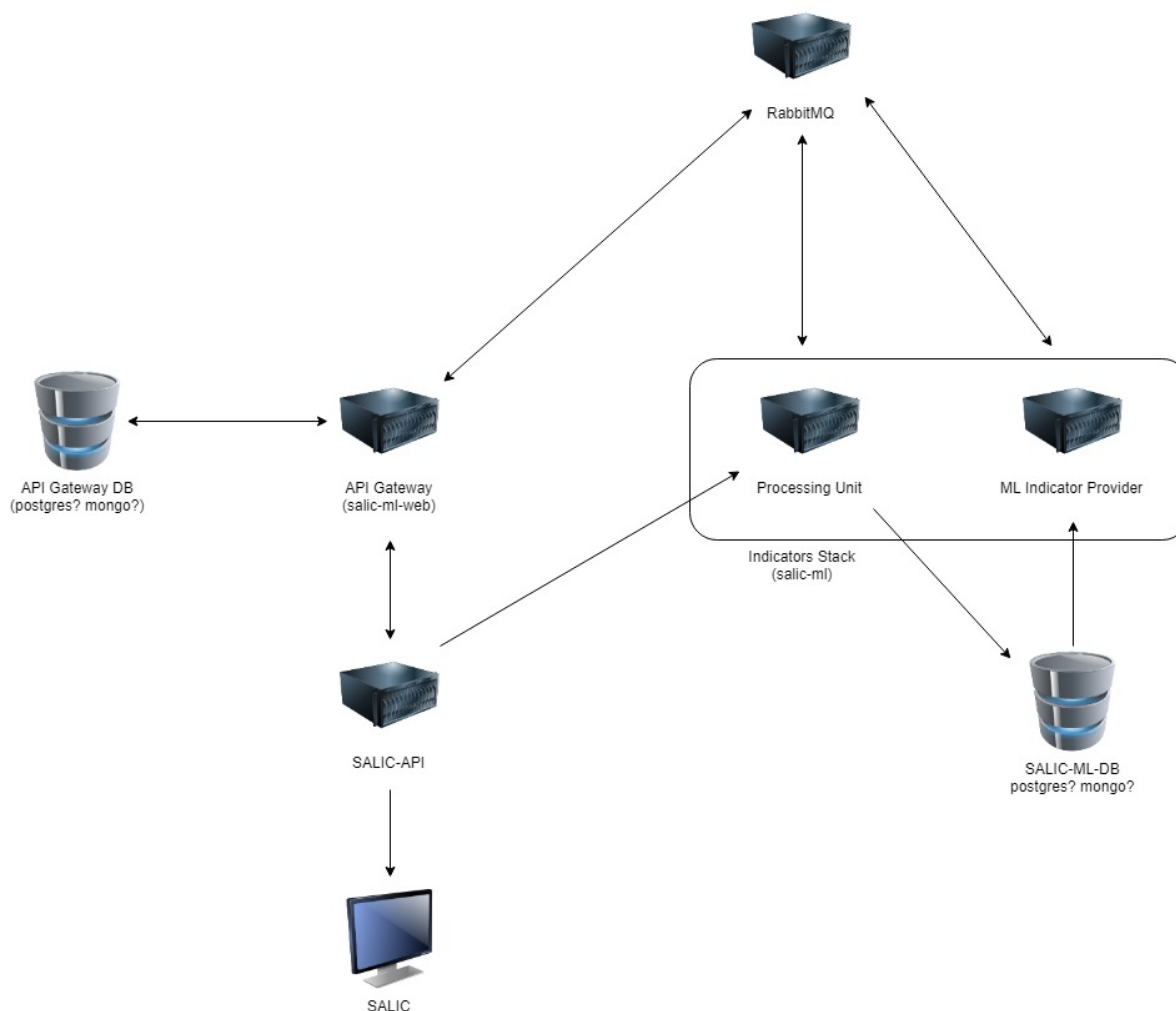 RabbitMQ
API Gateway DB
(postgres? mongo?)
API Gateway
(salic-ml-web)
Processing Unit
ML Indicator Provider
Indicators Stack
(salic-ml)
SALIC-API
SALIC-ML-DB
postgres? mongo?
SALIC